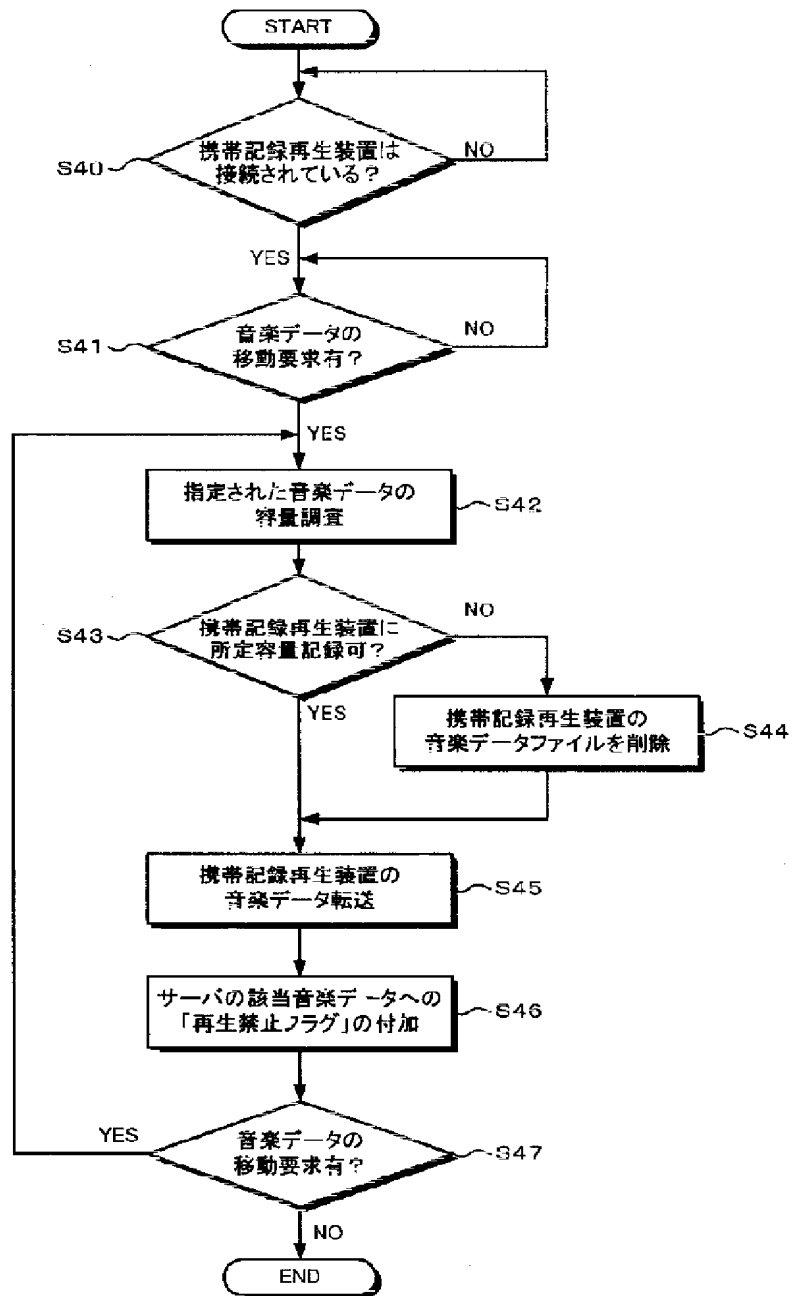 START
携帯記録再生装置は
接続されている？
S40
NO
YES
音楽データの
移動要求有？
S41
NO
YES
指定された音楽データの
容量調査
S42
携帯記録再生装置に
所定容量記録可？
S43
NO
YES
携帯記録再生装置の
音楽データファイルを削除
S44
携帯記録再生装置の
音楽データ転送
S45
サーバの該当音楽データへの
「再生禁止フラグ」の付加
S46
YES
音楽データの
移動要求有？
S47
NO
END